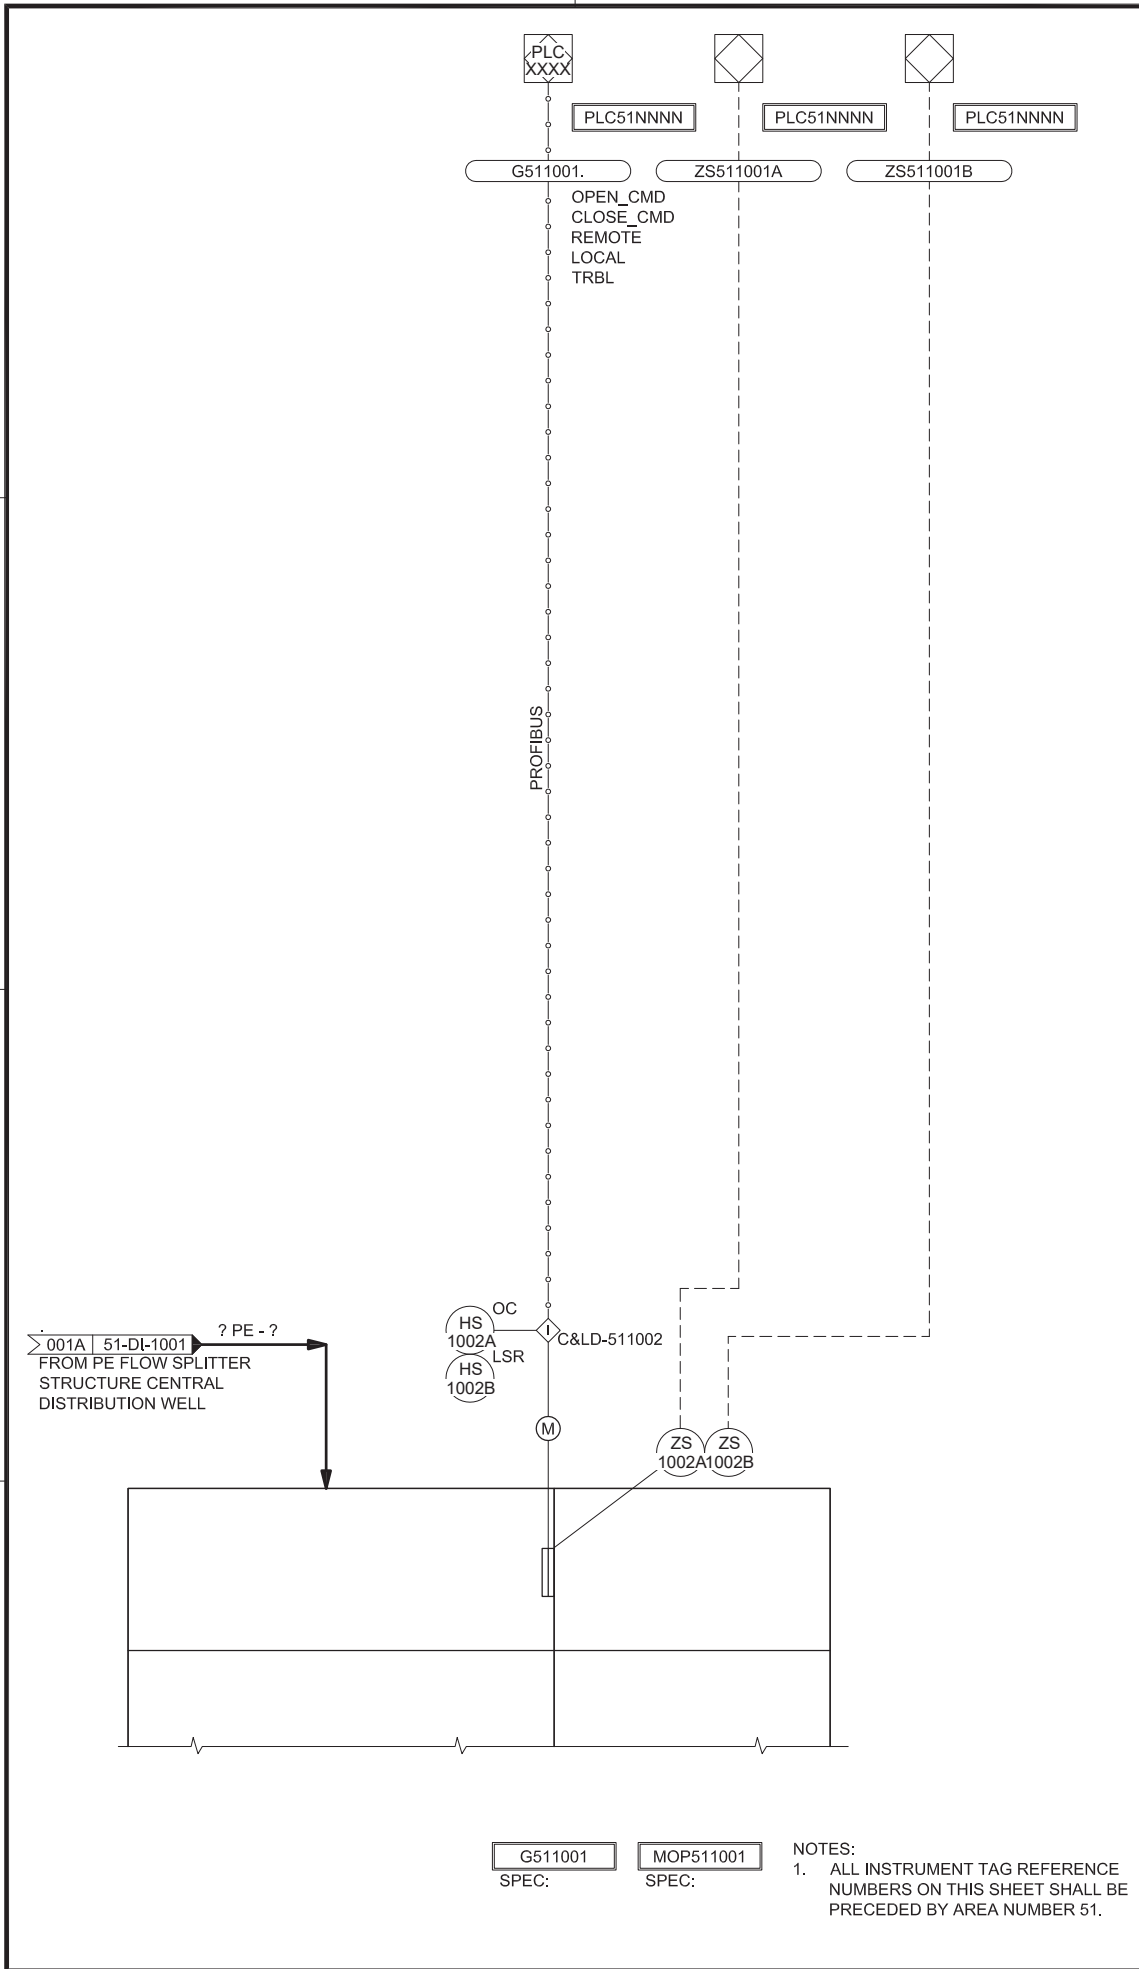 PLC
XXXX
PLC51NNNN
PLC51NNNN
PLC51NNNN
G511001.
ZS511001A
ZS511001B
OPEN_CMD
CLOSE_CMD
REMOTE
LOCAL
TRBL
PROFIBUS
HS
1002A
OC
I
C&LD-511002
LSR
HS
1002B
001A
51-DI-1001
? PE - ?
FROM PE FLOW SPLITTER
STRUCTURE CENTRAL
DISTRIBUTION WELL
M
ZS
1002A
ZS
1002B
G511001
SPEC:
MOP511001
SPEC:
NOTES:
1. ALL INSTRUMENT TAG REFERENCE
NUMBERS ON THIS SHEET SHALL BE
PRECEDED BY AREA NUMBER 51.